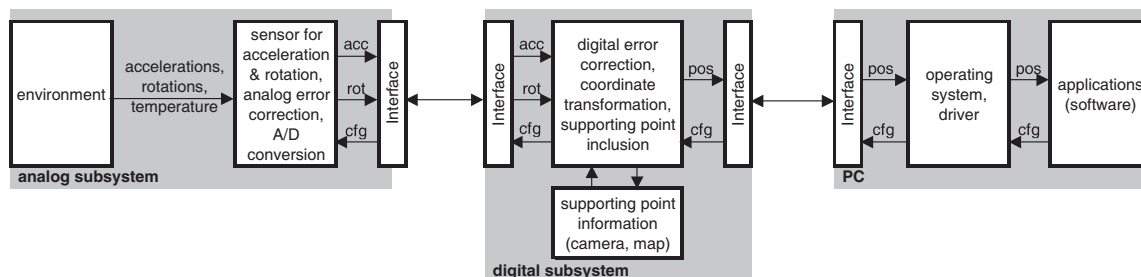 environment
accelerations,
rotations,
temperature
sensor for
acceleration
& rotation,
analog error
correction,
A/D
conversion
acc
rot
cfg
Interface
analog subsystem
Interface
acc
rot
cfg
digital error
correction,
coordinate
transformation,
supporting point
inclusion
pos
cfg
Interface
supporting point
information
(camera, map)
digital subsystem
Interface
pos
cfg
operating
system,
driver
pos
cfg
applications
(software)
PC